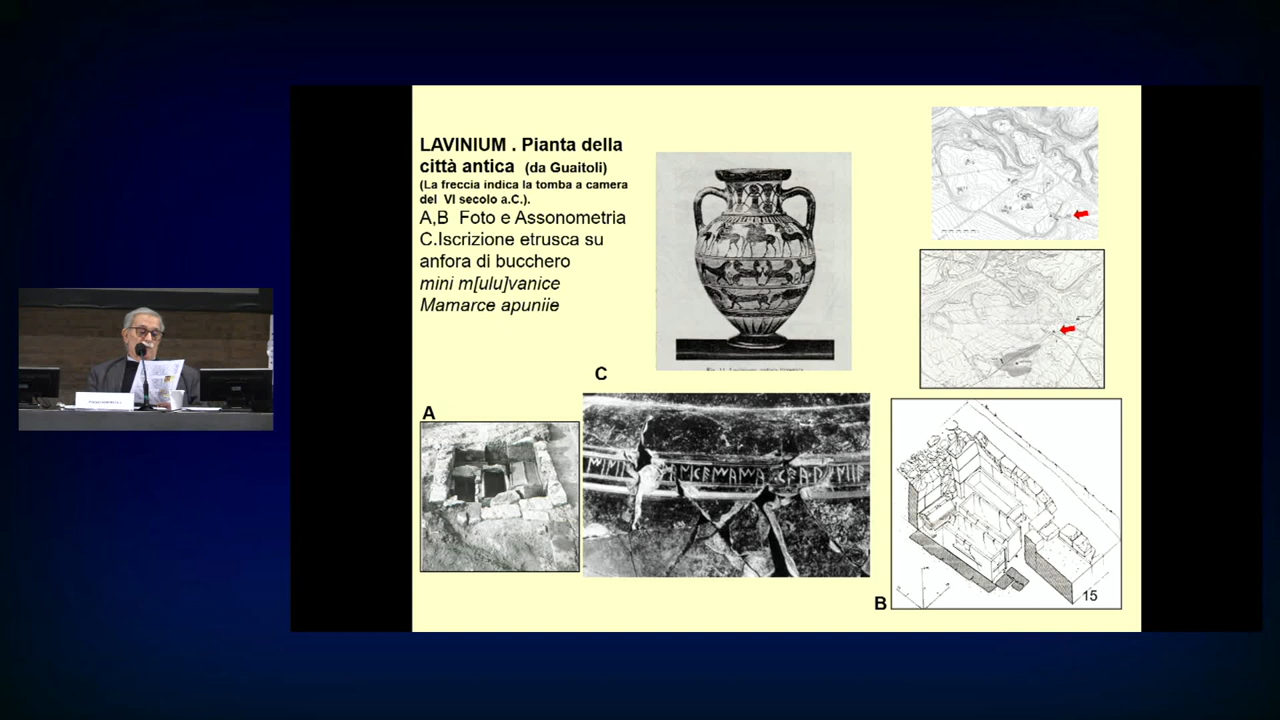 LAVINIUM . Pianta della
città antica (da Guaitoli)
(La freccia indica la tomba a camera
del VI secolo a.C.).
A,B Foto e Assonometria
C.Iscrizione etrusca su
anfora di bucchero
mini m[ulu]vanice
Mamarce apuniie
C
A
B
15